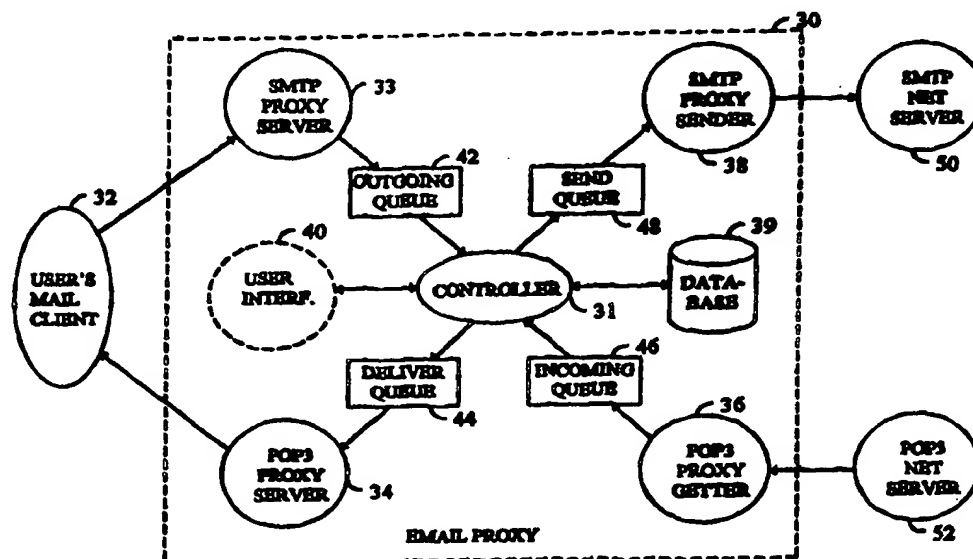 30
SMTP
PROXY
SERVER
33
SMTP
PROXY
SENDER
38
SMTP
NET
SERVER
50
32
USER'S
MAIL
CLIENT
42
OUTGOING
QUEUE
SEND
QUEUE
48
40
USER
INTERF.
CONTROLLER
31
39
DATA-
BASE
DELIVER
QUEUE
44
46
INCOMING
QUEUE
POP3
PROXY
SERVER
34
36
POP3
PROXY
GETTER
POP3
NET
SERVER
52
EMAIL PROXY